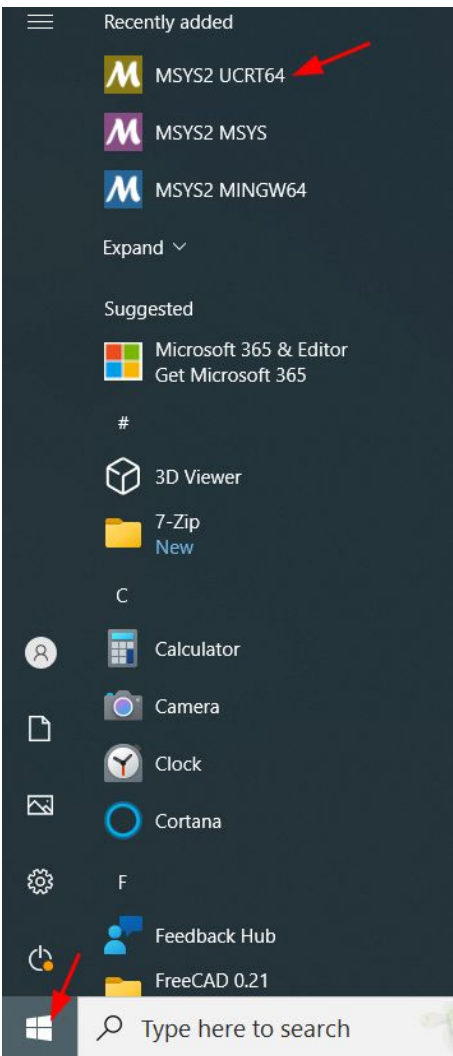 Recently added
MSYS2 UCRT64
MSYS2 MSYS
MSYS2 MINGW64
Expand
Suggested
Microsoft 365 & Editor
Get Microsoft 365
#
3D Viewer
7-Zip
New
C
Calculator
Camera
Clock
Cortana
F
Feedback Hub
FreeCAD 0.21
Type here to search